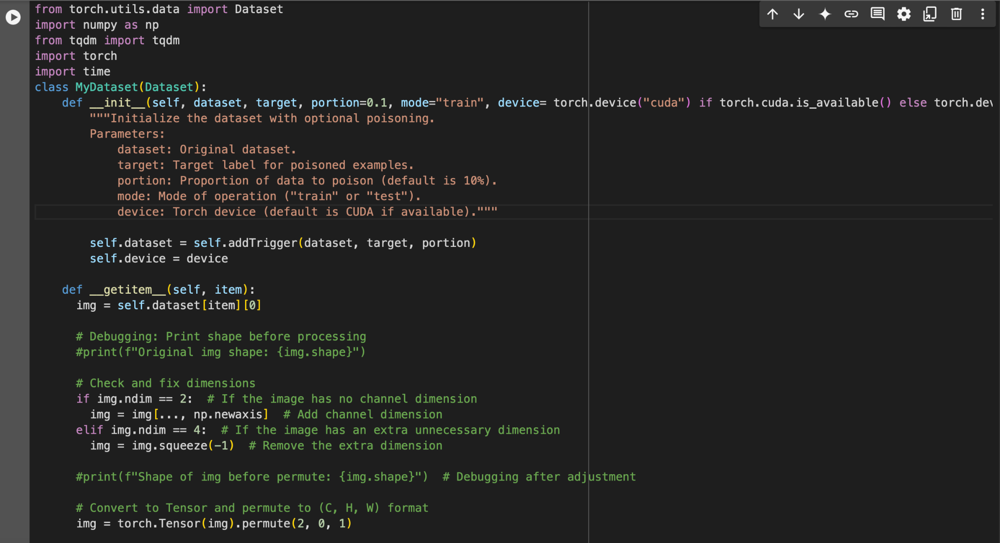 from torch.utils.data import Dataset
import numpy as np
from tqdm import tqdm
import torch
import time
class MyDataset(Dataset):
    def __init__(self, dataset, target, portion=0.1, mode="train", device= torch.device("cuda") if torch.cuda.is_available() else torch.dev
        """Initialize the dataset with optional poisoning.
        Parameters:
            dataset: Original dataset.
            target: Target label for poisoned examples.
            portion: Proportion of data to poison (default is 10%).
            mode: Mode of operation ("train" or "test").
            device: Torch device (default is CUDA if available)."""

        self.dataset = self.addTrigger(dataset, target, portion)
        self.device = device

    def __getitem__(self, item):
      img = self.dataset[item][0]

      # Debugging: Print shape before processing
      #print(f"Original img shape: {img.shape}")

      # Check and fix dimensions
      if img.ndim == 2:  # If the image has no channel dimension
        img = img[..., np.newaxis]  # Add channel dimension
      elif img.ndim == 4:  # If the image has an extra unnecessary dimension
        img = img.squeeze(-1)  # Remove the extra dimension

      #print(f"Shape of img before permute: {img.shape}")  # Debugging after adjustment

      # Convert to Tensor and permute to (C, H, W) format
      img = torch.Tensor(img).permute(2, 0, 1)